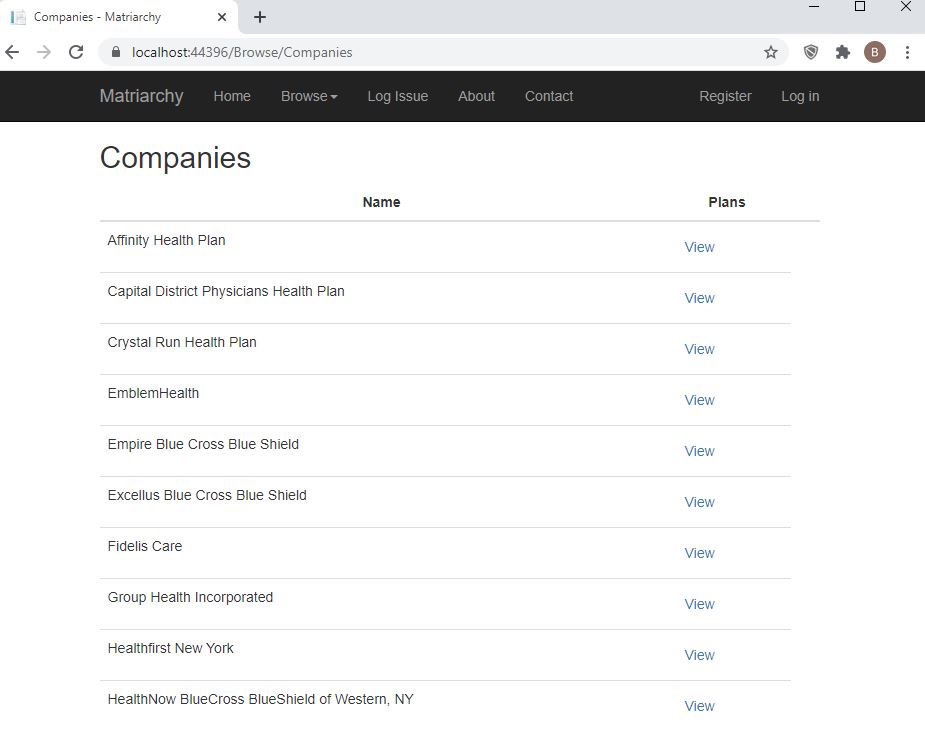 Companies - Matriarchy
localhost:44396/Browse/Companies
B
Matriarchy Home Browse Log Issue About Contact Register Log in
Companies
Name Plans
Affinity Health Plan View
Capital District Physicians Health Plan View
Crystal Run Health Plan View
EmblemHealth View
Empire Blue Cross Blue Shield View
Excellus Blue Cross Blue Shield View
Fidelis Care View
Group Health Incorporated View
Healthfirst New York View
HealthNow BlueCross BlueShield of Western, NY View